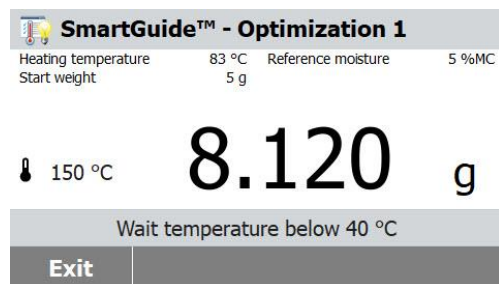 SmartGuide™ - Optimization 1
Heating temperature 83 °C Reference moisture 5 %MC
Start weight 5 g
150 °C 8.120 g
Wait temperature below 40 °C
Exit